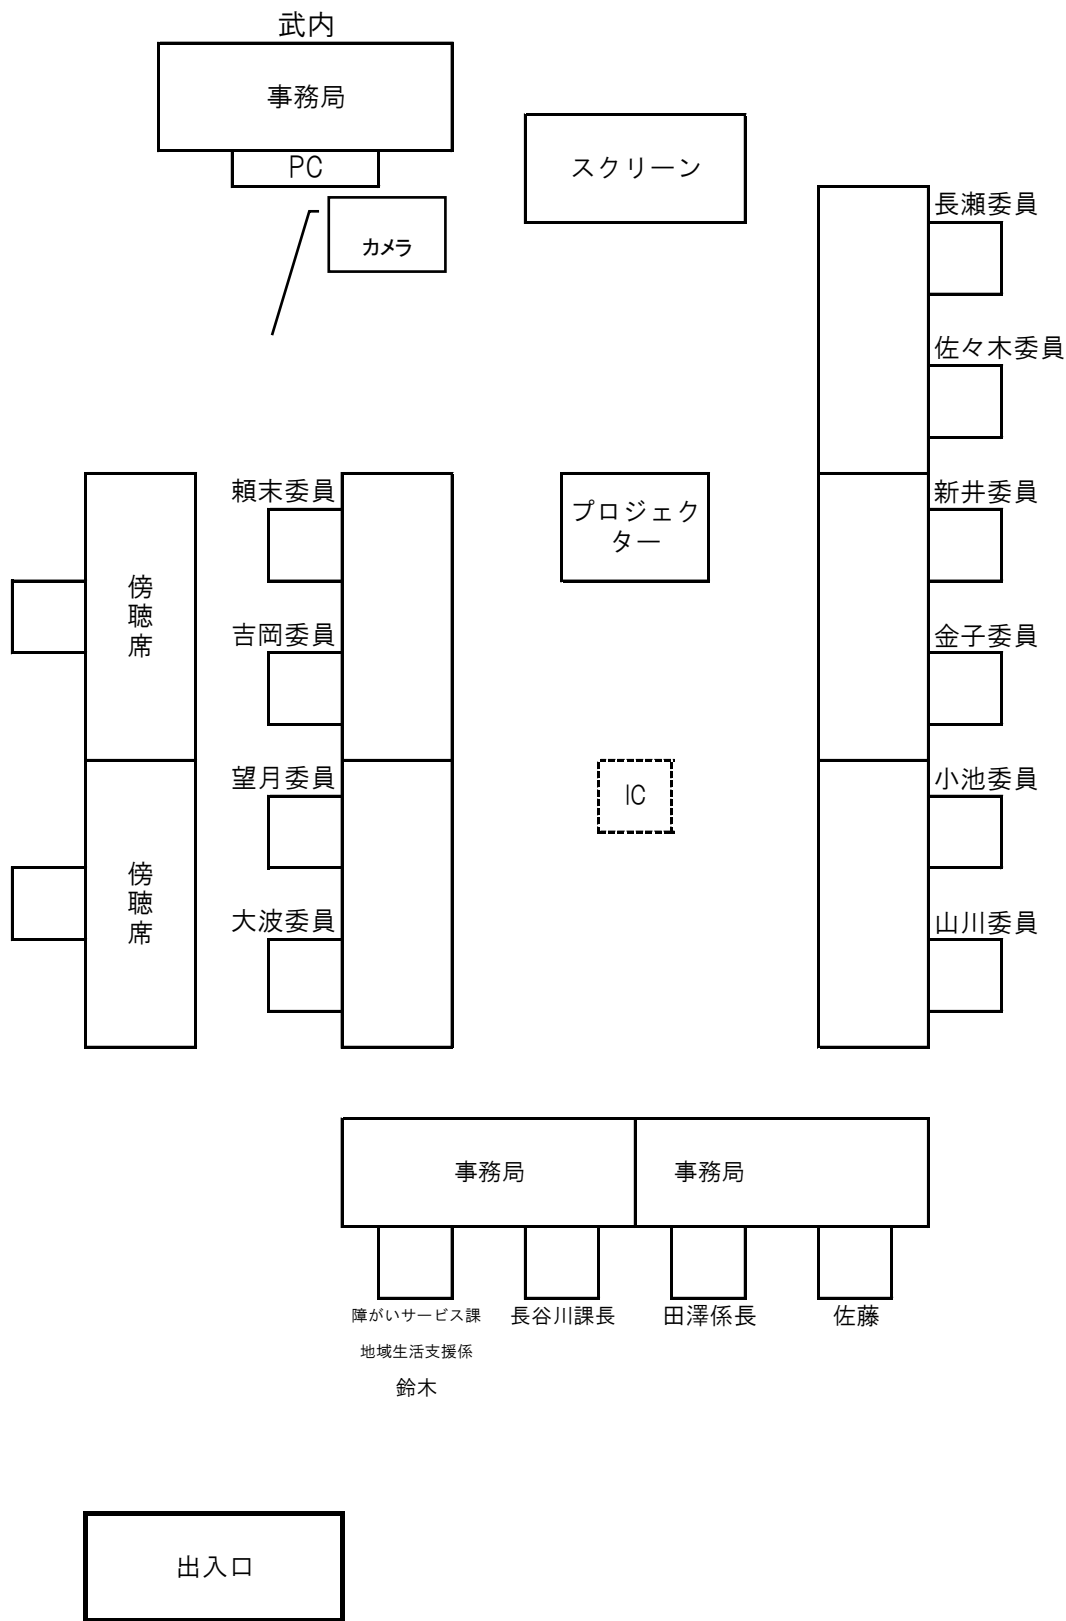 武内
事務局
PC
スクリーン
カメラ
長瀬委員
佐々木委員
頼末委員
プロジェク
ター
新井委員
傍聴席
吉岡委員
金子委員
望月委員
IC
小池委員
傍聴席
大波委員
山川委員
事務局
事務局
障がいサービス課
地域生活支援係
鈴木
長谷川課長
田澤係長
佐藤
出入口